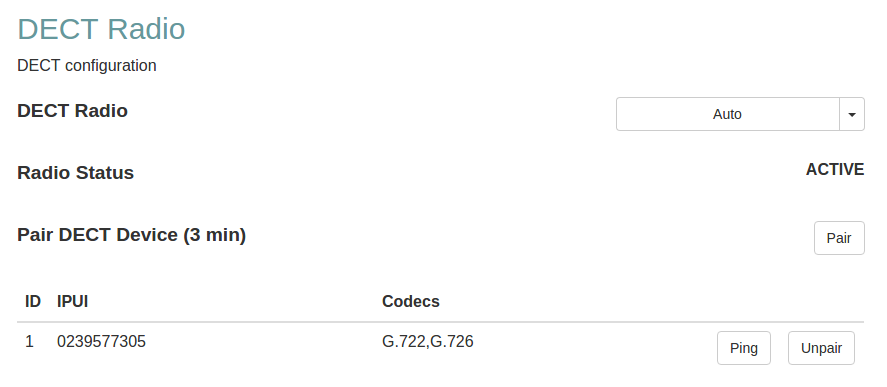 DECT Radio
DECT configuration
DECT Radio Auto
Radio Status ACTIVE
Pair DECT Device (3 min) Pair
ID IPUI Codecs
1 0239577305 G.722,G.726 Ping Unpair